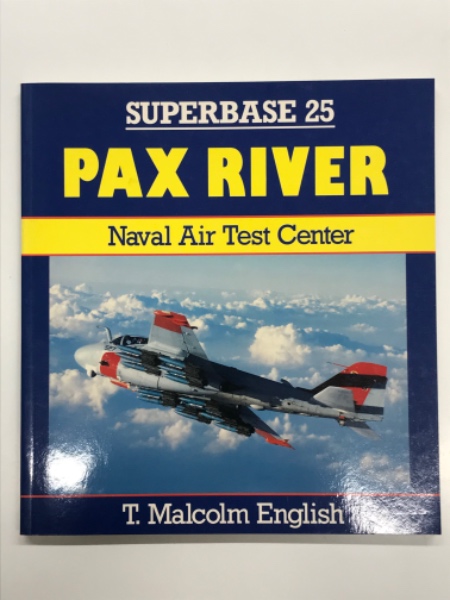 SUPERBASE 25
PAX RIVER
Naval Air Test Center
T. Malcolm English